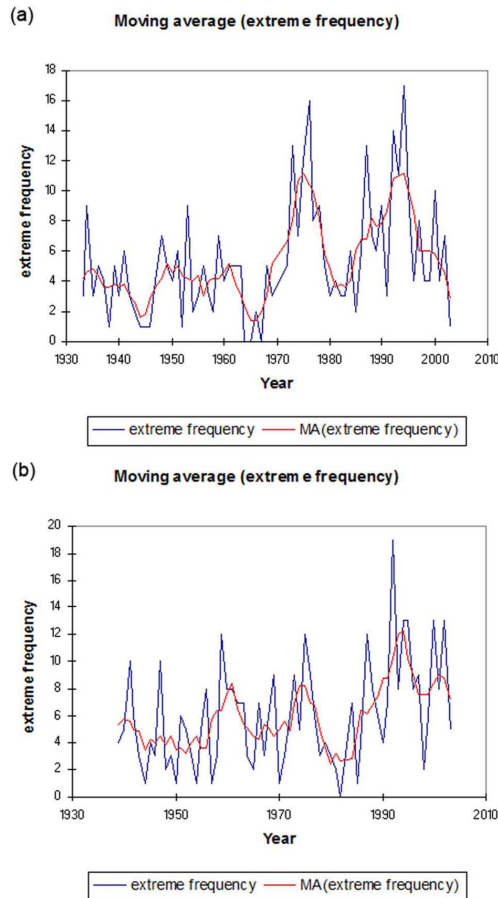 (a)
Moving average (extreme frequency)
18
16
14
12
10
8
6
4
2
0
extreme frequency
1930 1940 1950 1960 1970 1980 1990 2000 2010
Year
extreme frequency MA(extreme frequency)
(b)
Moving average (extreme frequency)
20
18
16
14
12
10
8
6
4
2
0
extreme frequency
1930 1950 1970 1990 2010
Year
extreme frequency MA(extreme frequency)